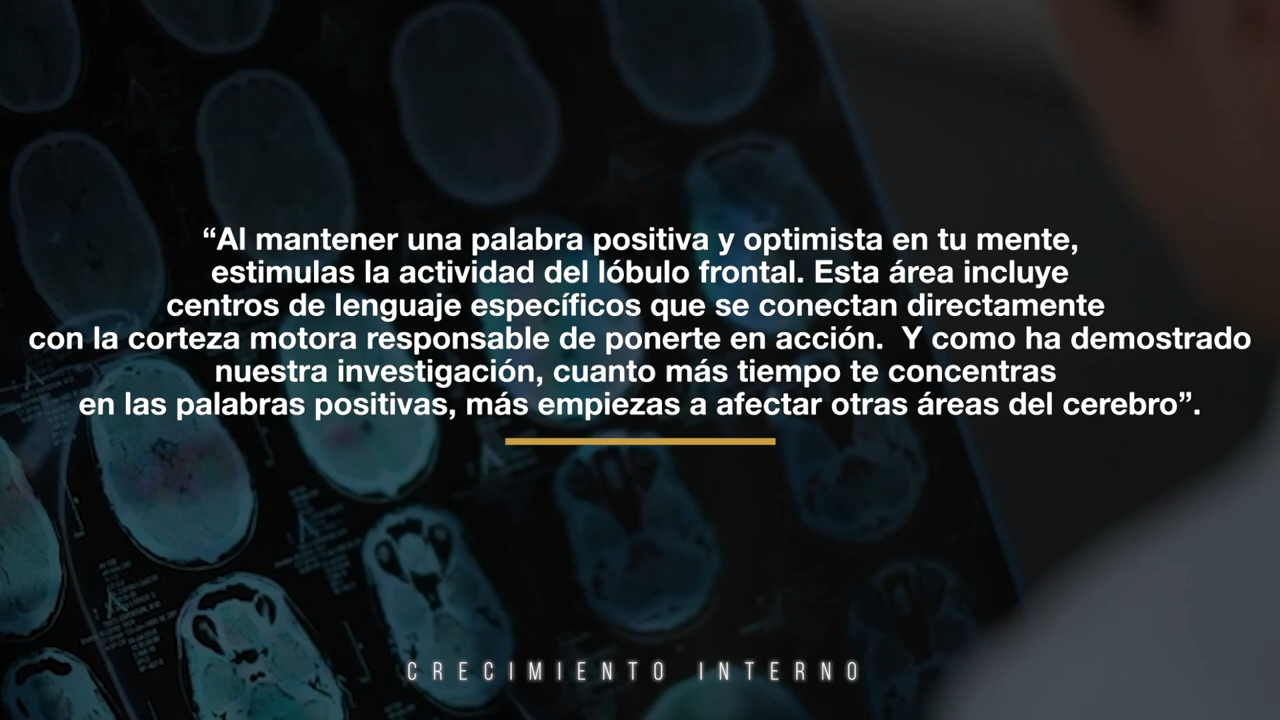 “Al mantener una palabra positiva y optimista en tu mente,
estimulas la actividad del lóbulo frontal. Esta área incluye
centros de lenguaje específicos que se conectan directamente
con la corteza motora responsable de ponerte en acción.  Y como ha demostrado
nuestra investigación, cuanto más tiempo te concentras
en las palabras positivas, más empiezas a afectar otras áreas del cerebro”.
CRECIMIENTO INTERNO